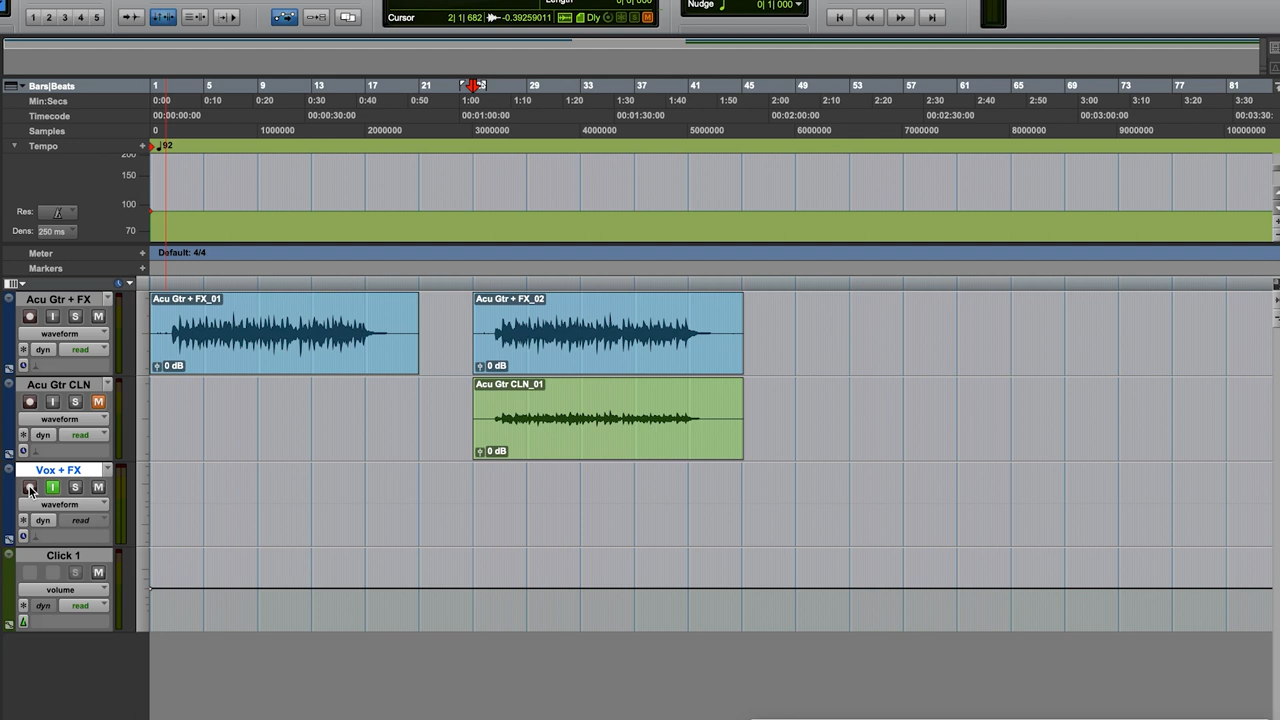 Length 0| 0| 000
1 2 3 4 5
Cursor 2| 1| 682 -0.39259011 Dly S M
Nudge 0| 1| 000
Bars|Beats 1 5 9 13 17 21 29 33 37 41 45 49 53 57 61 65 69 73 77 81
Min:Secs 0:00 0:10 0:20 0:30 0:40 0:50 1:00 1:10 1:20 1:30 1:40 1:50 2:00 2:10 2:20 2:30 2:40 2:50 3:00 3:10 3:20 3:30
Timecode 00:00:00:00 00:00:30:00 00:01:00:00 00:01:30:00 00:02:00:00 00:02:30:00 00:03:00:00 00:03:30:
Samples 0 1000000 2000000 3000000 4000000 5000000 6000000 7000000 8000000 9000000 10000000
Tempo + 92
200
150
Res: 100
Dens: 250 ms 70
Meter + Default: 4/4
Markers +
Acu Gtr + FX Acu Gtr + FX_01 Acu Gtr + FX_02
I S M
waveform
dyn read
0 dB 0 dB
Acu Gtr CLN Acu Gtr CLN_01
I S M
waveform
dyn read
0 dB
Vox + FX
I S M
waveform
dyn read
Click 1
S M
volume
dyn read